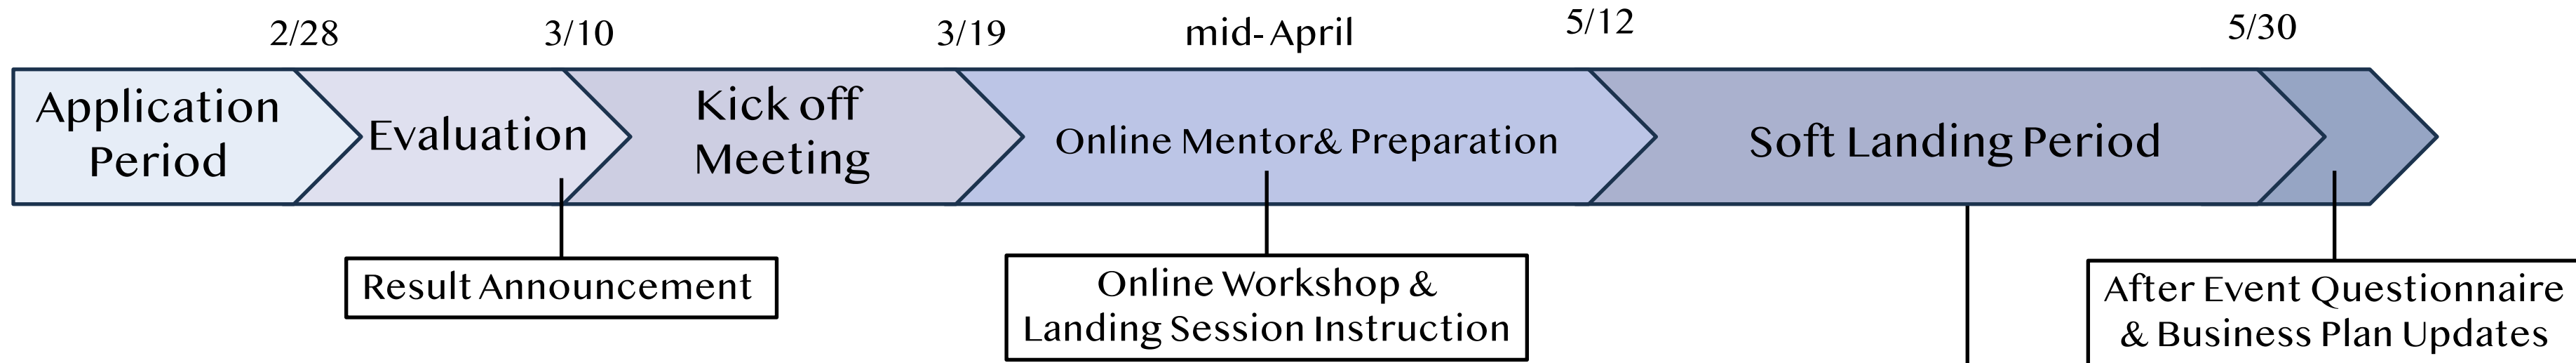 2/28
3/10
3/19
mid-April
5/12
5/30
Application
Period
Evaluation
Kick off
Meeting
Online Mentor& Preparation
Soft Landing Period
Result Announcement
Online Workshop &
Landing Session Instruction
After Event Questionnaire
& Business Plan Updates